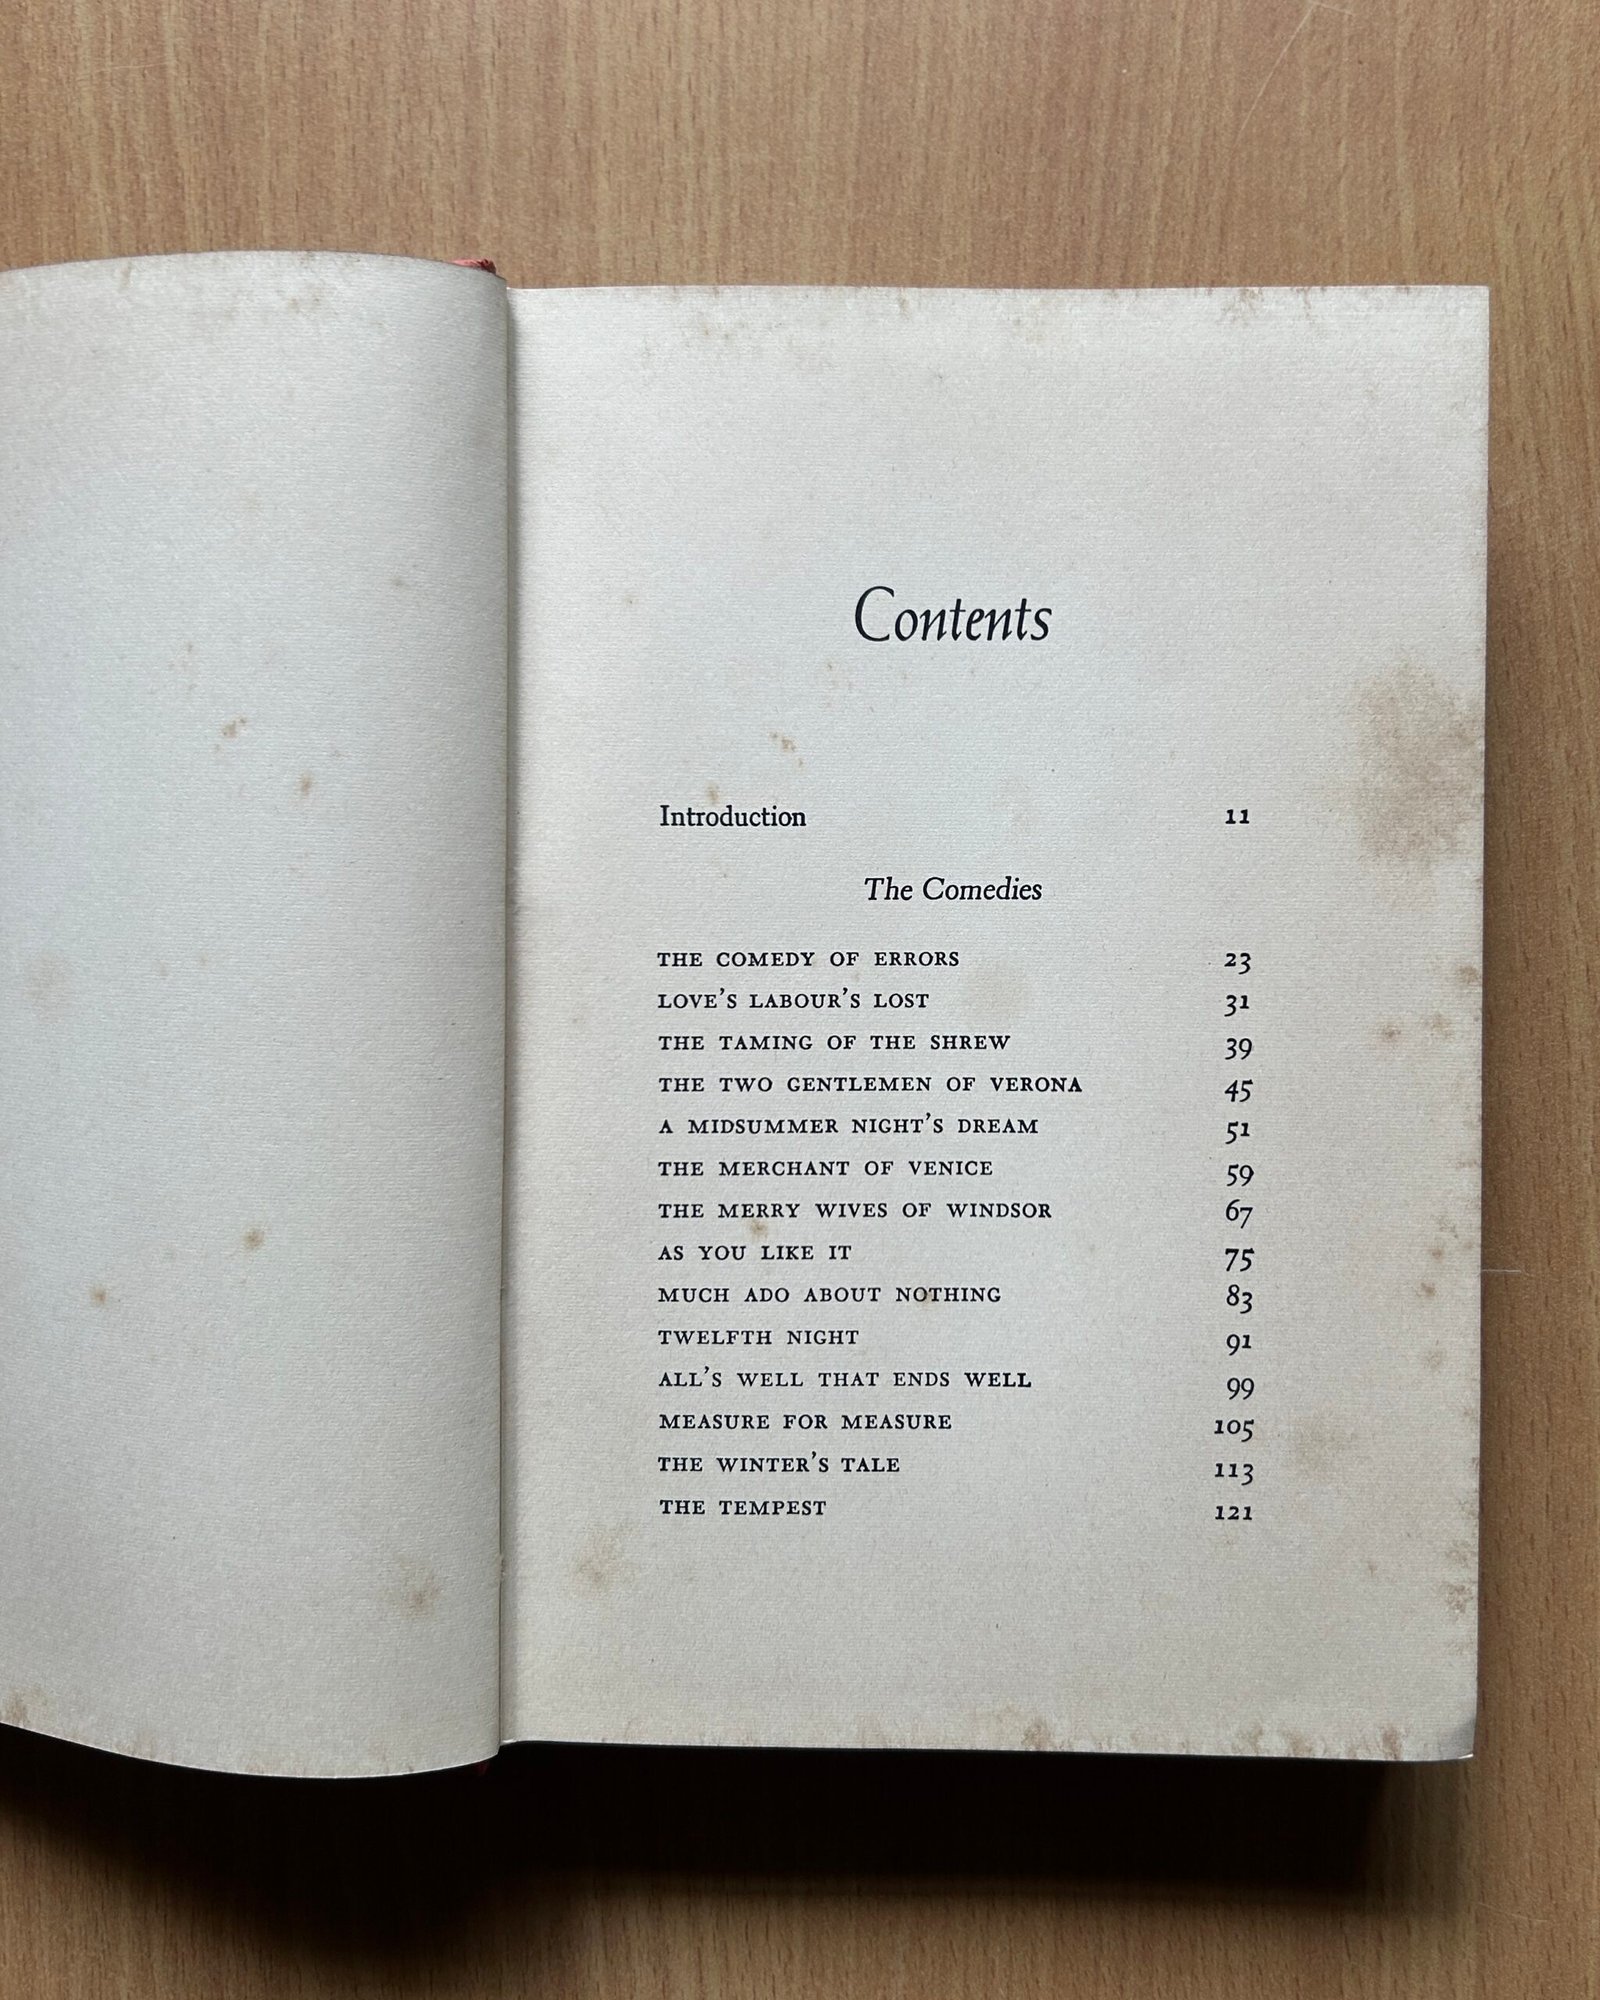 Contents
Introduction 11
The Comedies
THE COMEDY OF ERRORS 23
LOVE'S LABOUR'S LOST 31
THE TAMING OF THE SHREW 39
THE TWO GENTLEMEN OF VERONA 45
A MIDSUMMER NIGHT'S DREAM 51
THE MERCHANT OF VENICE 59
THE MERRY WIVES OF WINDSOR 67
AS YOU LIKE IT 75
MUCH ADO ABOUT NOTHING 83
TWELFTH NIGHT 91
ALL'S WELL THAT ENDS WELL 99
MEASURE FOR MEASURE 105
THE WINTER'S TALE 113
THE TEMPEST 121